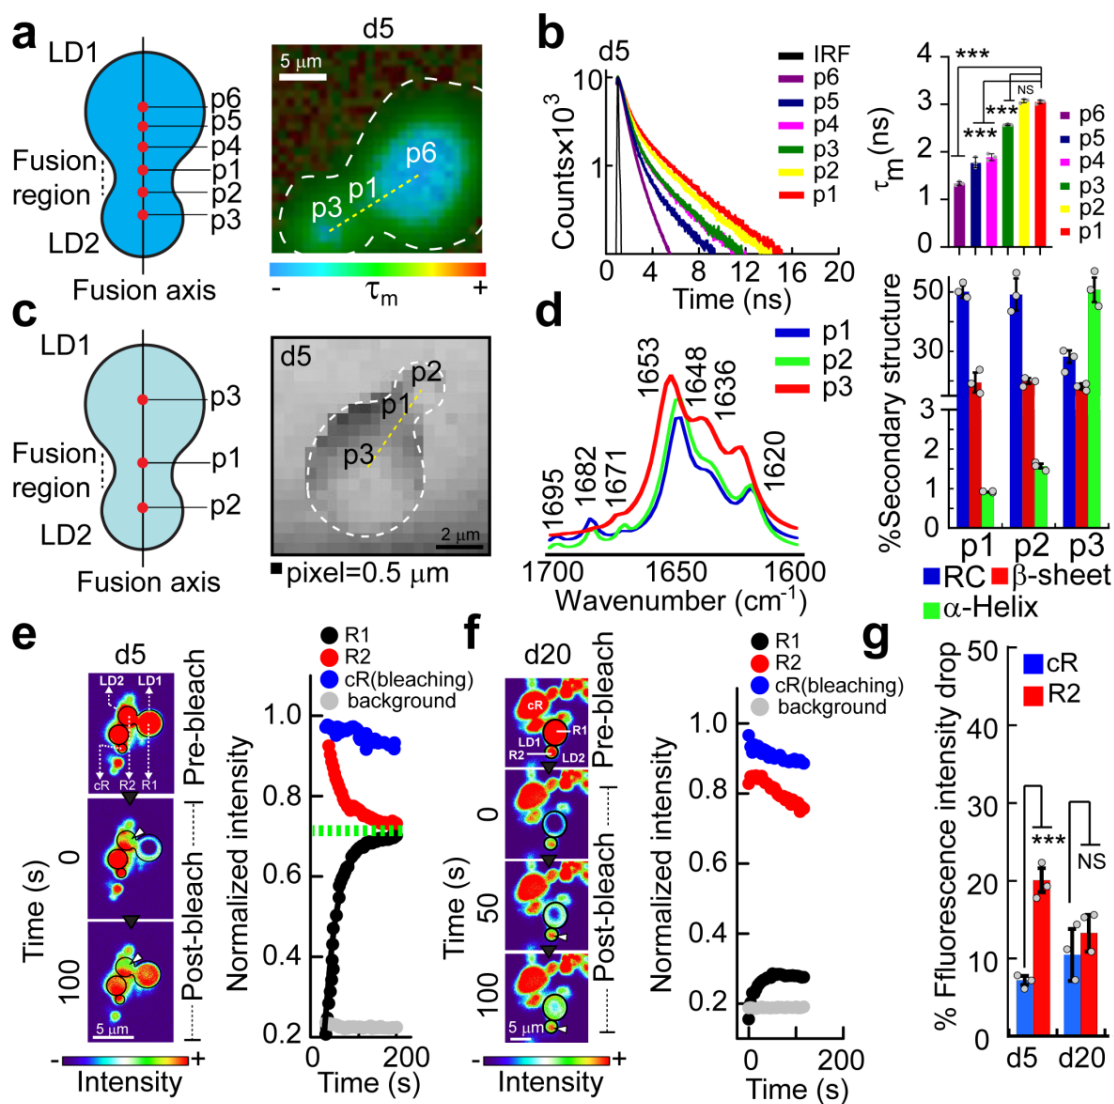 a
LD1
p6
p5
p4
p1
p2
p3
Fusion
region
LD2
Fusion axis
d5
5 μm
p6
p1
p3
-
τm
+
b
d5
IRF
p6
p5
p4
p3
p2
p1
Counts×10³
10
1
0
4
8
12
16
20
Time (ns)
τm(ns)
4
3
2
1
0
***
***
***
NS
p6
p5
p4
p3
p2
p1
c
LD1
p3
p1
p2
Fusion
region
LD2
Fusion axis
d5
p2
p1
p3
2 μm
pixel=0.5 μm
d
p1
p2
p3
1695
1682
1671
1653
1648
1636
1620
1700
1650
1600
Wavenumber (cm⁻¹)
%Secondary structure
50
30
3
2
1
0
p1
p2
p3
RC
β-sheet
α-Helix
e
d5
LD2
LD1
cR
R2
R1
Pre-bleach
Post-bleach
0
100
Time (s)
5 μm
-
+
Intensity
R1
R2
cR(bleaching)
background
Normalized intensity
1.0
0.8
0.6
0.4
0.2
0
200
Time (s)
f
d20
cR
R1
LD1
R2
LD2
Pre-bleach
Post-bleach
0
50
100
Time (s)
5 μm
-
+
Intensity
R1
R2
cR(bleaching)
background
Normalized intensity
1.0
0.8
0.6
0.4
0.2
0
200
Time (s)
g
cR
R2
% Ffluorescence intensity drop
50
40
30
20
10
0
***
NS
d5
d20